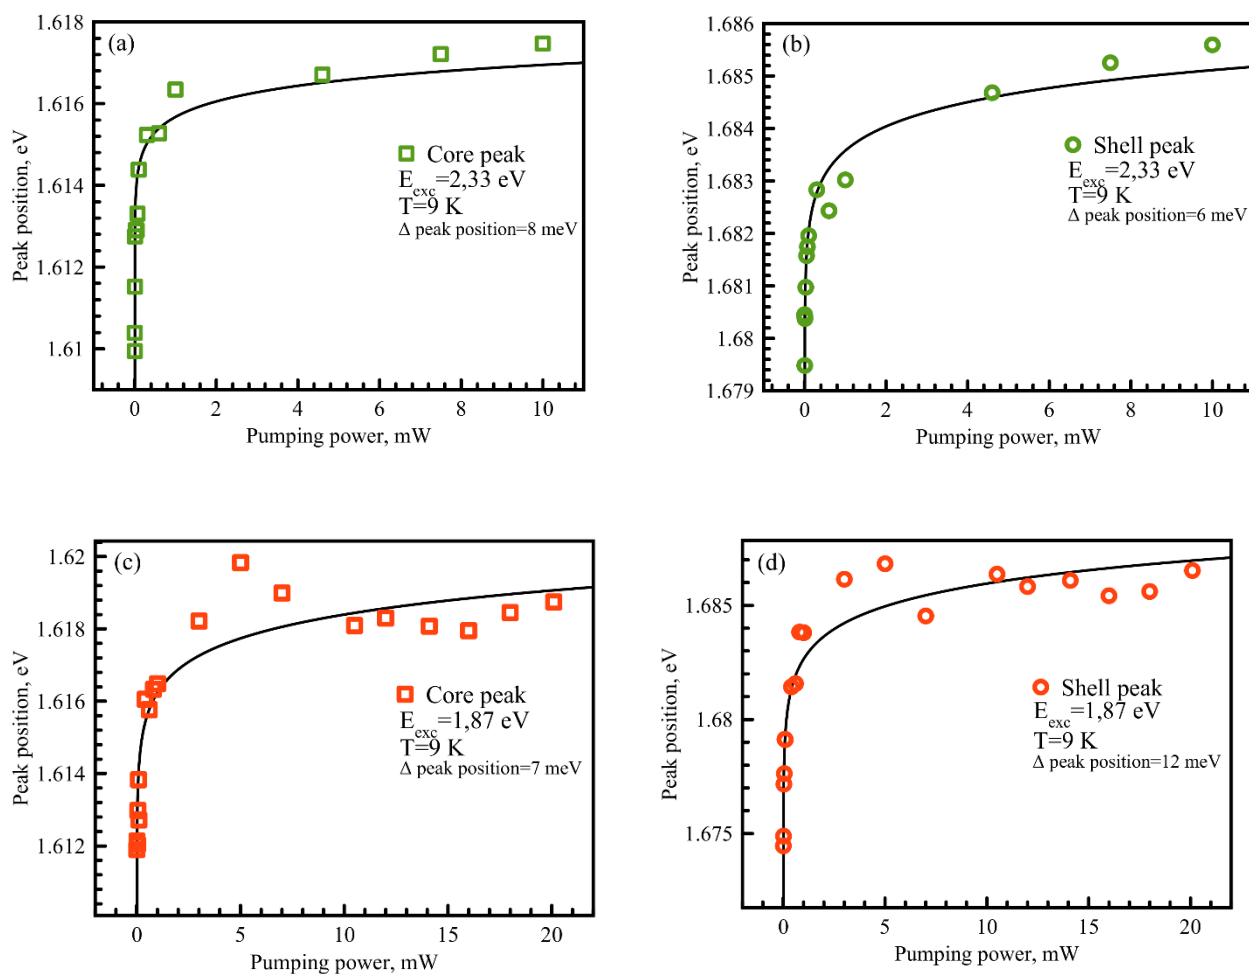 (a)
1.618
1.616
1.614
1.612
1.61
Peak position, eV
Core peak
E_exc=2,33 eV
T=9 K
Δ peak position=8 meV
0 2 4 6 8 10
Pumping power, mW
(b)
1.686
1.685
1.684
1.683
1.682
1.681
1.68
1.679
Peak position, eV
Shell peak
E_exc=2,33 eV
T=9 K
Δ peak position=6 meV
0 2 4 6 8 10
Pumping power, mW
(c)
1.62
1.618
1.616
1.614
1.612
Peak position, eV
Core peak
E_exc=1,87 eV
T=9 K
Δ peak position=7 meV
0 5 10 15 20
Pumping power, mW
(d)
1.685
1.68
1.675
Peak position, eV
Shell peak
E_exc=1,87 eV
T=9 K
Δ peak position=12 meV
0 5 10 15 20
Pumping power, mW